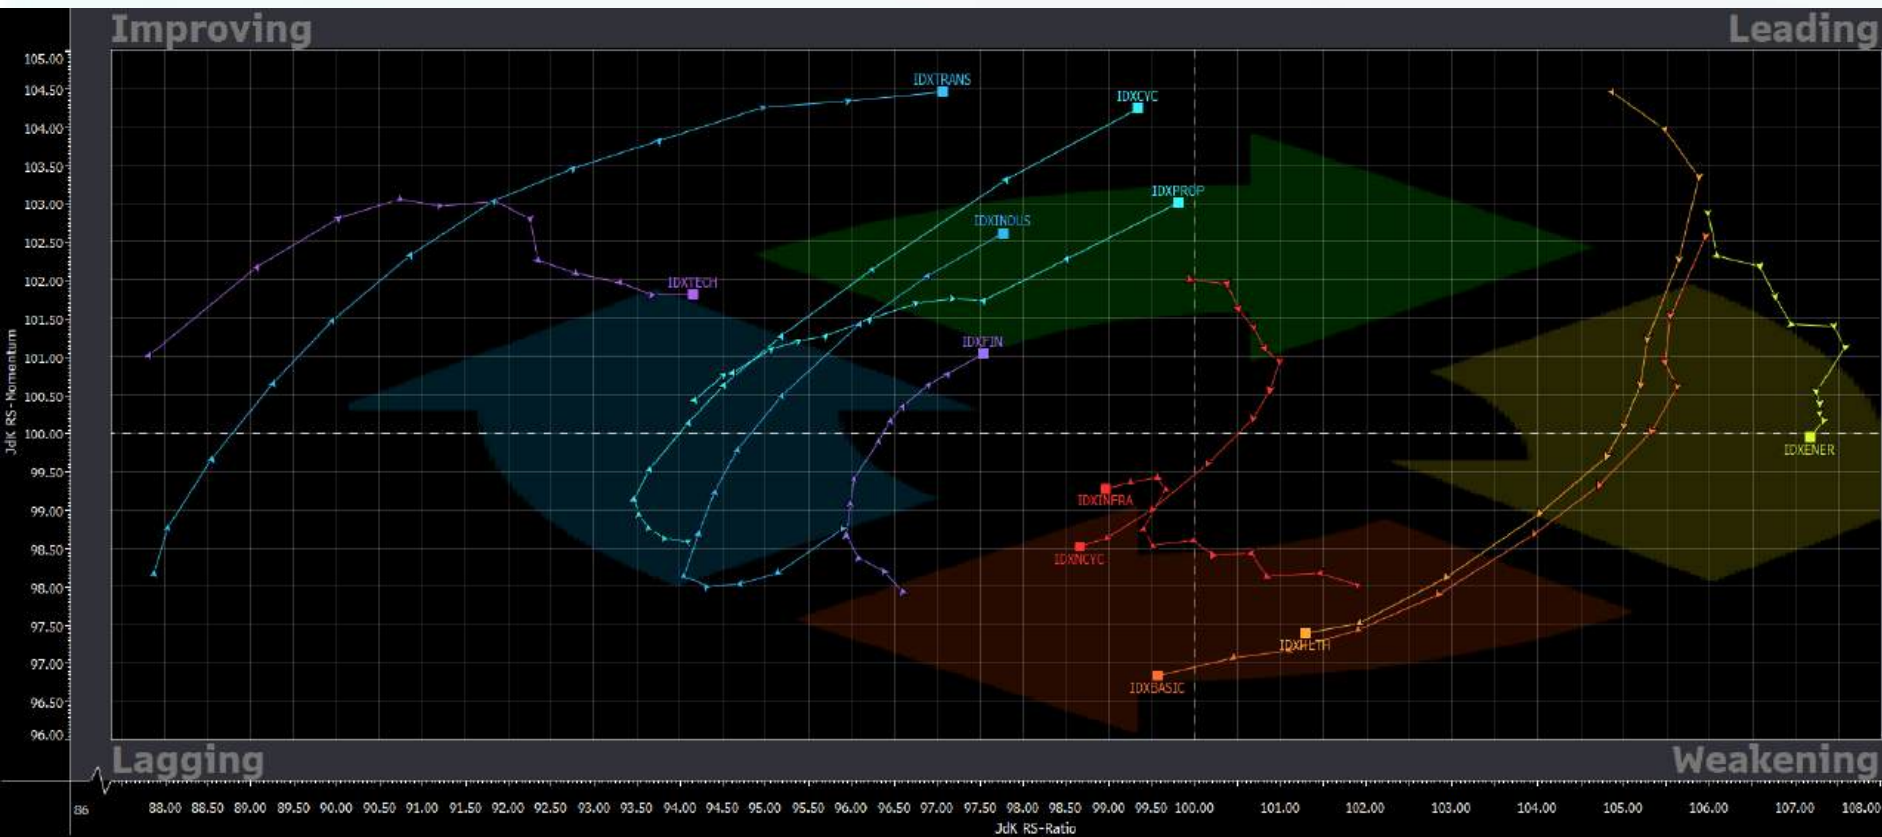 Improving
Leading
105.00
104.50
104.00
103.50
103.00
102.50
102.00
101.50
101.00
100.50
100.00
99.50
99.00
98.50
98.00
97.50
97.00
96.50
96.00
JdK RS-Momentum
IDXTRANS
IDXCYC
IDXPROP
IDXINDUS
IDXTECH
IDXFIN
IDXENER
IDXINFRA
IDXNCYC
IDXHLTH
IDXBASIC
Lagging
Weakening
86 88.00 88.50 89.00 89.50 90.00 90.50 91.00 91.50 92.00 92.50 93.00 93.50 94.00 94.50 95.00 95.50 96.00 96.50 97.00 97.50 98.00 98.50 99.00 99.50 100.00 101.00 102.00 103.00 104.00 105.00 106.00 107.00 108.00
JdK RS-Ratio